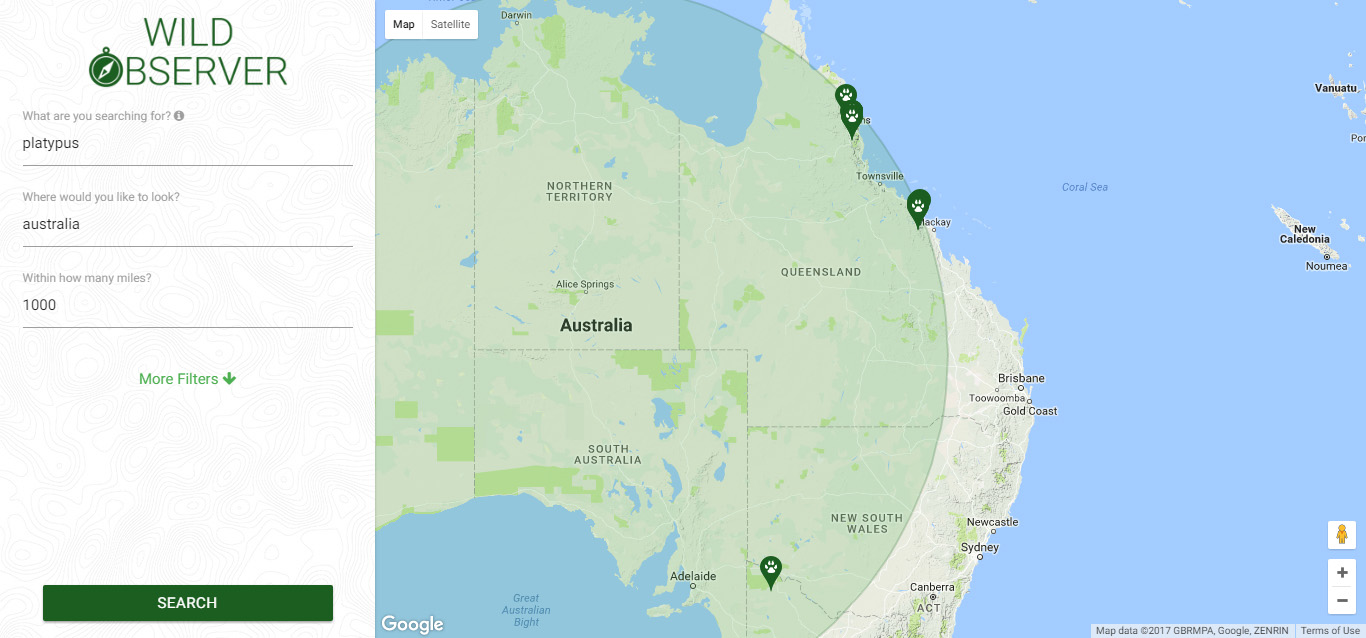 WILD
OBSERVER
What are you searching for?
platypus
Where would you like to look?
australia
Within how many miles?
1000
More Filters
SEARCH
Map Satellite
Darwin
Vanuatu
Townsville
Coral Sea
NORTHERN
TERRITORY
New
Caledonia
Noumea
QUEENSLAND
Alice Springs
Australia
Brisbane
Toowoomba
Gold Coast
SOUTH
AUSTRALIA
NEW SOUTH
WALES
Newcastle
Sydney
Adelaide
Canberra
ACT
Great
Australian
Bight
Google
Map data ©2017 GBRMPA, Google, ZENRIN
Terms of Use